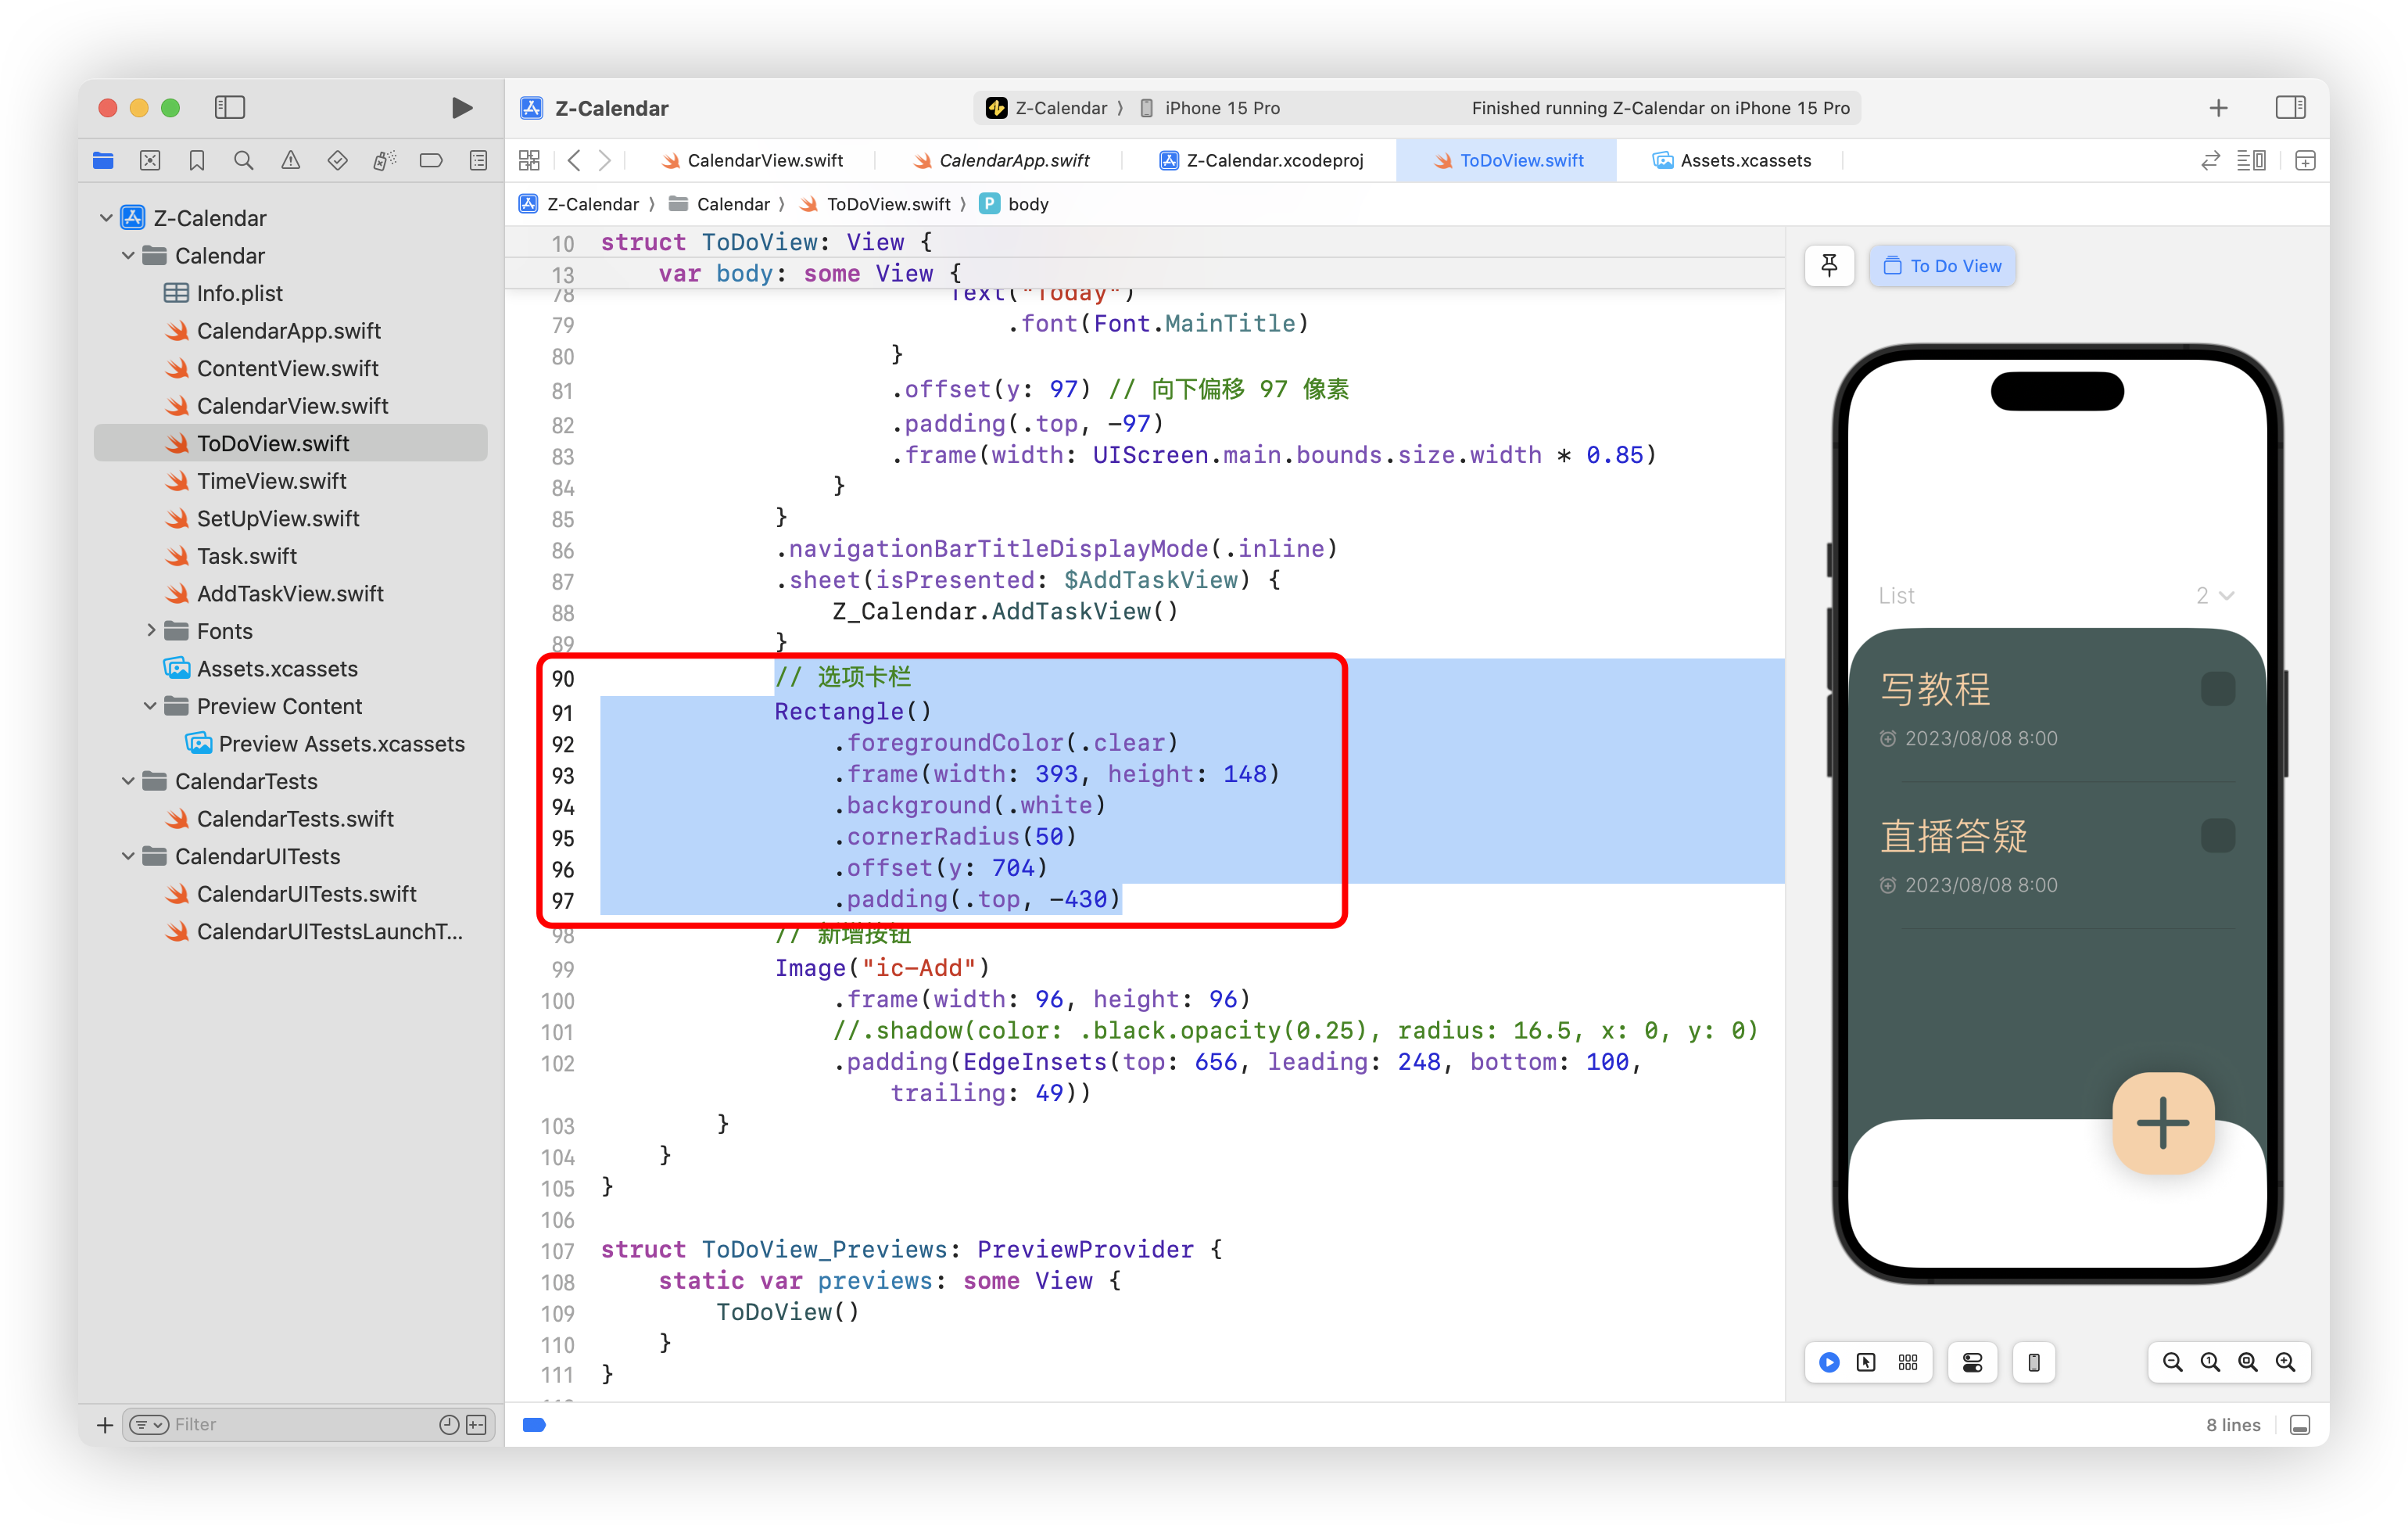 Z-Calendar
Z-Calendar 〉 iPhone 15 Pro
Finished running Z-Calendar on iPhone 15 Pro
CalendarView.swift
CalendarApp.swift
Z-Calendar.xcodeproj
ToDoView.swift
Assets.xcassets
Z-Calendar 〉 Calendar 〉 ToDoView.swift 〉 P body
Z-Calendar
Calendar
Info.plist
CalendarApp.swift
ContentView.swift
CalendarView.swift
ToDoView.swift
TimeView.swift
SetUpView.swift
Task.swift
AddTaskView.swift
Fonts
Assets.xcassets
Preview Content
Preview Assets.xcassets
CalendarTests
CalendarTests.swift
CalendarUITests
CalendarUITests.swift
CalendarUITestsLaunchT...
Filter
10 struct ToDoView: View {
13 var body: some View {
78 Text("Today")
79 .font(Font.MainTitle)
80 }
81 .offset(y: 97) // 向下偏移 97 像素
82 .padding(.top, -97)
83 .frame(width: UIScreen.main.bounds.size.width * 0.85)
84 }
85 }
86 .navigationBarTitleDisplayMode(.inline)
87 .sheet(isPresented: $AddTaskView) {
88 Z_Calendar.AddTaskView()
89 }
90 // 选项卡栏
91 Rectangle()
92 .foregroundColor(.clear)
93 .frame(width: 393, height: 148)
94 .background(.white)
95 .cornerRadius(50)
96 .offset(y: 704)
97 .padding(.top, -430)
98 // 新增按钮
99 Image("ic-Add")
100 .frame(width: 96, height: 96)
101 //.shadow(color: .black.opacity(0.25), radius: 16.5, x: 0, y: 0)
102 .padding(EdgeInsets(top: 656, leading: 248, bottom: 100,
trailing: 49))
103 }
104 }
105 }
106
107 struct ToDoView_Previews: PreviewProvider {
108 static var previews: some View {
109 ToDoView()
110 }
111 }
To Do View
List 2
写教程
2023/08/08 8:00
直播答疑
2023/08/08 8:00
8 lines